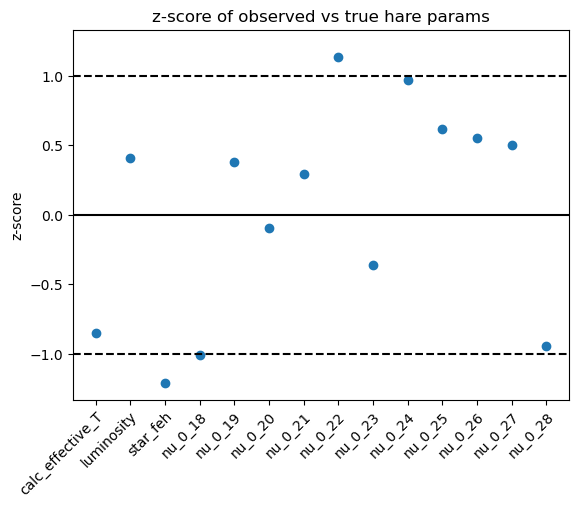 z-score of observed vs true hare params
z-score
1.0
0.5
0.0
−0.5
−1.0
calc_effective_T
luminosity
star_feh
nu_0_18
nu_0_19
nu_0_20
nu_0_21
nu_0_22
nu_0_23
nu_0_24
nu_0_25
nu_0_26
nu_0_27
nu_0_28